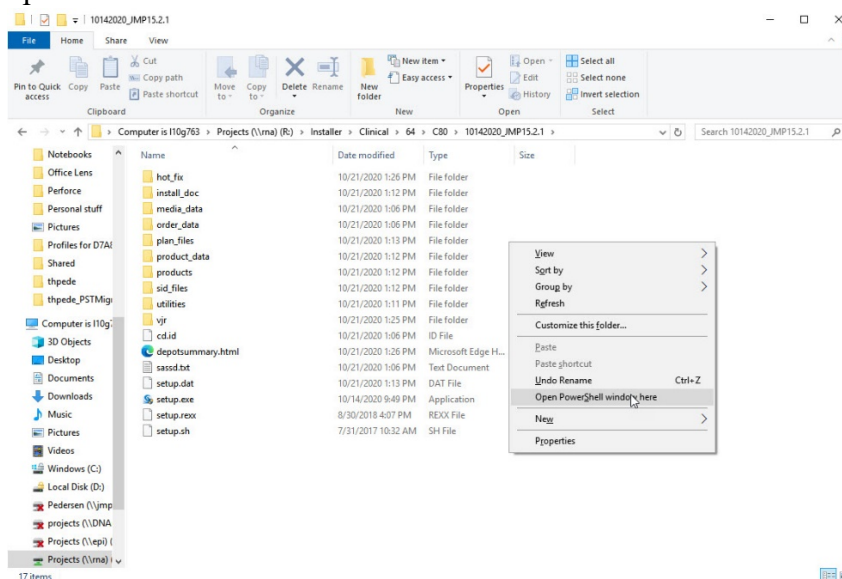 10142020_JMP15.2.1
File Home Share View
Pin to Quick access
Copy
Paste
Cut
Copy path
Paste shortcut
Clipboard
Move to
Copy to
Delete
Rename
Organize
New folder
New item
Easy access
New
Properties
Open
Edit
History
Open
Select all
Select none
Invert selection
Select
Computer is l10g763 > Projects (\\rna) (R:) > Installer > Clinical > 64 > C80 > 10142020_JMP15.2.1 >
Search 10142020_JMP15.2.1
Notebooks
Office Lens
Perforce
Personal stuff
Pictures
Profiles for D7Al
Shared
thpede
thpede_PSTMig
Computer is l10g7
3D Objects
Desktop
Documents
Downloads
Music
Pictures
Videos
Windows (C:)
Local Disk (D:)
Pedersen (\\jmp
projects (\\DNA
Projects (\\epi) (
Projects (\\rna) (
Name Date modified Type Size
hot_fix 10/21/2020 1:26 PM File folder
install_doc 10/21/2020 1:12 PM File folder
media_data 10/21/2020 1:06 PM File folder
order_data 10/21/2020 1:06 PM File folder
plan_files 10/21/2020 1:13 PM File folder
product_data 10/21/2020 1:12 PM File folder
products 10/21/2020 1:12 PM File folder
sid_files 10/21/2020 1:12 PM File folder
utilities 10/21/2020 1:11 PM File folder
vjr 10/21/2020 1:25 PM File folder
cd.id 10/21/2020 1:06 PM ID File
depotsummary.html 10/21/2020 1:26 PM Microsoft Edge H...
sassd.txt 10/21/2020 1:06 PM Text Document
setup.dat 10/21/2020 1:13 PM DAT File
setup.exe 10/14/2020 9:49 PM Application
setup.rexx 8/30/2018 4:07 PM REXX File
setup.sh 7/31/2017 10:32 AM SH File
View
Sort by
Group by
Refresh
Customize this folder...
Paste
Paste shortcut
Undo Rename Ctrl+Z
Open PowerShell window here
New
Properties
17 items